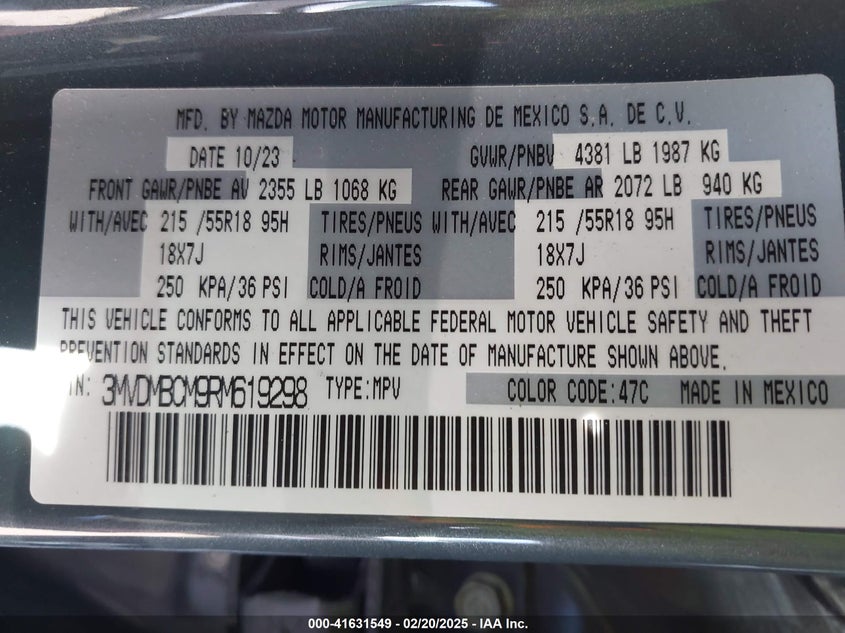 MFD. BY MAZDA MOTOR MANUFACTURING DE MEXICO S.A. DE C.V.
DATE 10/23 GVWR/PNBV 4381 LB 1987 KG
FRONT GAWR/PNBE AV 2355 LB 1068 KG REAR GAWR/PNBE AR 2072 LB 940 KG
WITH/AVEC 215 /55R18 95H TIRES/PNEUS WITH/AVEC 215 /55R18 95H TIRES/PNEUS
18X7J RIMS/JANTES 18X7J RIMS/JANTES
250 KPA/36 PSI COLD/A FROID 250 KPA/36 PSI COLD/A FROID
THIS VEHICLE CONFORMS TO ALL APPLICABLE FEDERAL MOTOR VEHICLE SAFETY AND THEFT
PREVENTION STANDARDS IN EFFECT ON THE DATE OF MANUFACTURE SHOWN ABOVE.
IN: 3MVDMBCM9RM619298 TYPE:MPV COLOR CODE:47C MADE IN MEXICO
000-41631549 - 02/20/2025 - IAA Inc.